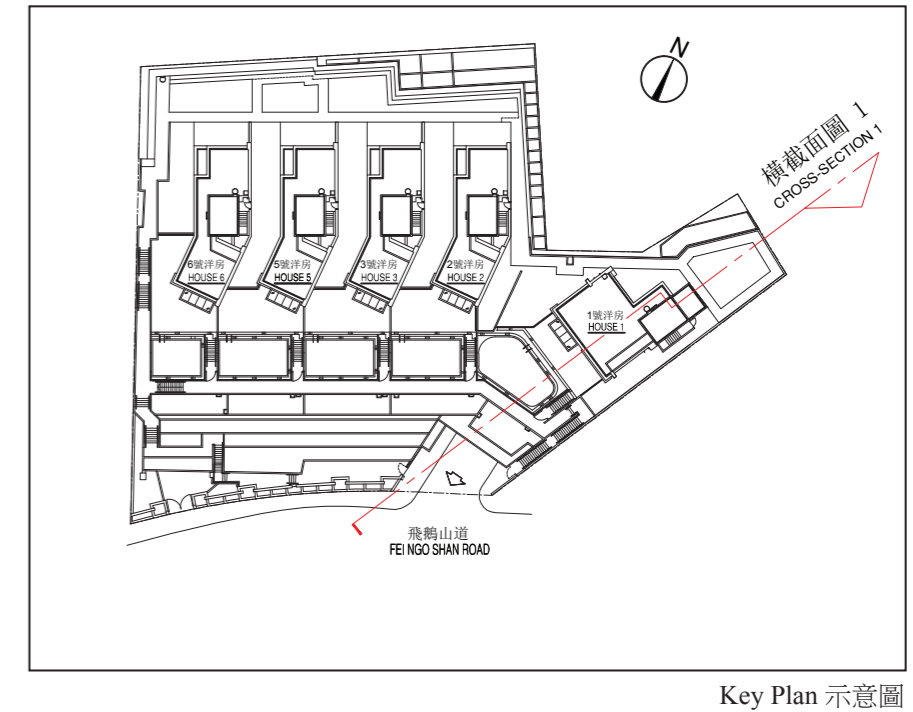 N
橫截面圖 1
CROSS-SECTION 1
6號洋房
HOUSE 6
5號洋房
HOUSE 5
3號洋房
HOUSE 3
2號洋房
HOUSE 2
1號洋房
HOUSE 1
飛鵝山道
FEI NGO SHAN ROAD
Key Plan 示意圖